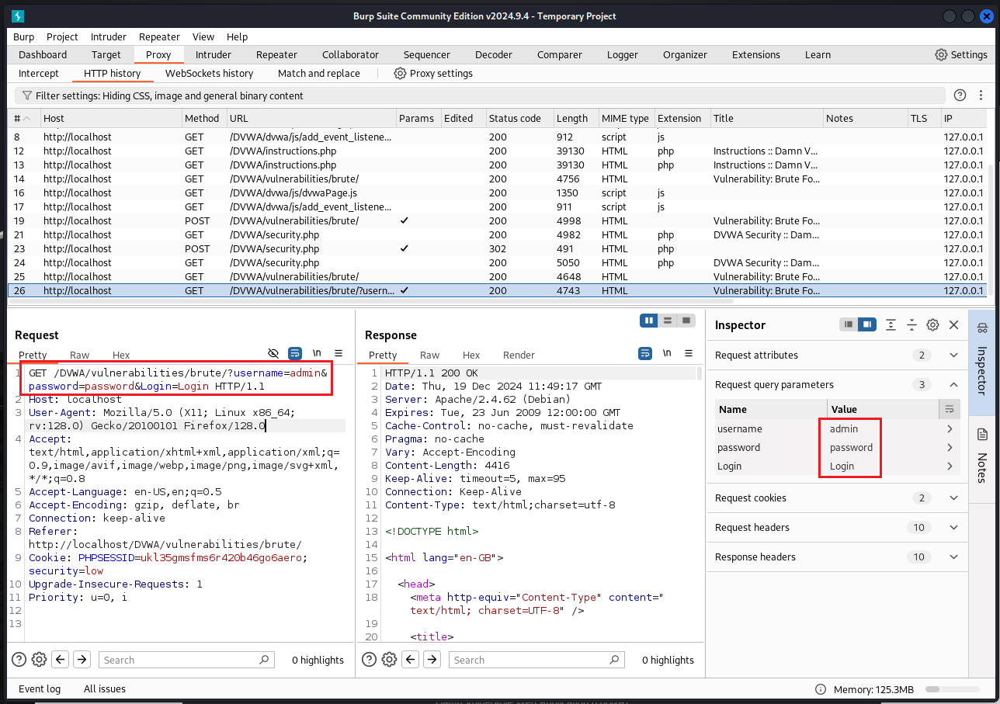 Burp Suite Community Edition v2024.9.4 - Temporary Project
Burp Project Intruder Repeater View Help
Dashboard Target Proxy Intruder Repeater Collaborator Sequencer Decoder Comparer Logger Organizer Extensions Learn Settings
Intercept HTTP history WebSockets history Match and replace Proxy settings
Filter settings: Hiding CSS, image and general binary content
# Host Method URL Params Edited Status code Length MIME type Extension Title Notes TLS IP
8 http://localhost GET /DVWA/dvwa/js/add_event_listene... 200 912 script js 127.0.0.1
12 http://localhost GET /DVWA/instructions.php 200 39130 HTML php Instructions :: Damn V... 127.0.0.1
13 http://localhost GET /DVWA/instructions.php 200 39130 HTML php Instructions :: Damn V... 127.0.0.1
14 http://localhost GET /DVWA/vulnerabilities/brute/ 200 4756 HTML Vulnerability: Brute Fo... 127.0.0.1
16 http://localhost GET /DVWA/dvwa/js/dvwaPage.js 200 1350 script js 127.0.0.1
17 http://localhost GET /DVWA/dvwa/js/add_event_listene... 200 911 script js 127.0.0.1
19 http://localhost POST /DVWA/vulnerabilities/brute/ ✓ 200 4998 HTML Vulnerability: Brute Fo... 127.0.0.1
21 http://localhost GET /DVWA/security.php 200 4982 HTML php DVWA Security :: Dam... 127.0.0.1
23 http://localhost POST /DVWA/security.php ✓ 302 491 HTML php 127.0.0.1
24 http://localhost GET /DVWA/security.php 200 5050 HTML php DVWA Security :: Dam... 127.0.0.1
25 http://localhost GET /DVWA/vulnerabilities/brute/ 200 4648 HTML Vulnerability: Brute Fo... 127.0.0.1
26 http://localhost GET /DVWA/vulnerabilities/brute/?usern... ✓ 200 4743 HTML Vulnerability: Brute Fo... 127.0.0.1
Request
Pretty Raw Hex \n
1 GET /DVWA/vulnerabilities/brute/?username=admin&
password=password&Login=Login HTTP/1.1
2 Host: localhost
3 User-Agent: Mozilla/5.0 (X11; Linux x86_64;
rv:128.0) Gecko/20100101 Firefox/128.0
4 Accept:
text/html,application/xhtml+xml,application/xml;q=
0.9,image/avif,image/webp,image/png,image/svg+xml,
*/*;q=0.8
5 Accept-Language: en-US,en;q=0.5
6 Accept-Encoding: gzip, deflate, br
7 Connection: keep-alive
8 Referer:
http://localhost/DVWA/vulnerabilities/brute/
9 Cookie: PHPSESSID=ukl35gmsfms6r420b46go6aero;
security=low
10 Upgrade-Insecure-Requests: 1
11 Priority: u=0, i
12
13
Search 0 highlights
Response
Pretty Raw Hex Render \n
1 HTTP/1.1 200 OK
2 Date: Thu, 19 Dec 2024 11:49:17 GMT
3 Server: Apache/2.4.62 (Debian)
4 Expires: Tue, 23 Jun 2009 12:00:00 GMT
5 Cache-Control: no-cache, must-revalidate
6 Pragma: no-cache
7 Vary: Accept-Encoding
8 Content-Length: 4416
9 Keep-Alive: timeout=5, max=95
10 Connection: Keep-Alive
11 Content-Type: text/html;charset=utf-8
12
13 <!DOCTYPE html>
14
15 <html lang="en-GB">
16
17 <head>
18 <meta http-equiv="Content-Type" content="
text/html; charset=UTF-8" />
19
20 <title>
Search 0 highlights
Inspector
Request attributes 2
Request query parameters 3
Name Value
username admin
password password
Login Login
Request cookies 2
Request headers 10
Response headers 10
Inspector
Notes
Event log All issues Memory: 125.3MB